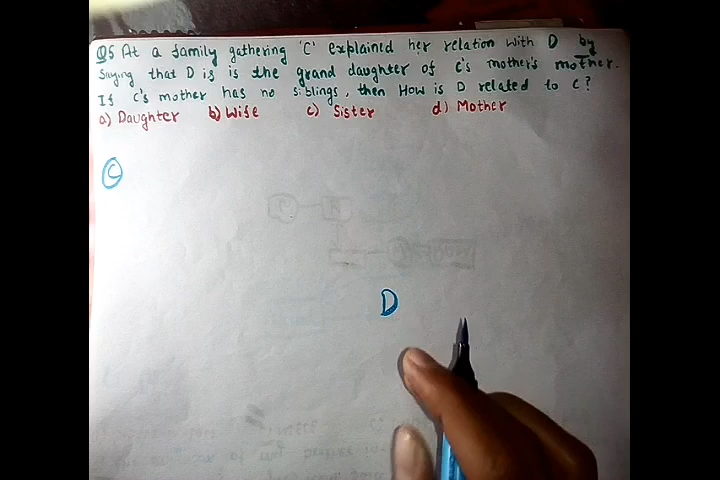 Q5 At a family gathering 'C' explained her relation with D by
saying that D is is the grand daughter of C's mother's mother.
If C's mother has no siblings, then How is D related to C?
a) Daughter b) Wife c) Sister d) Mother
C
D